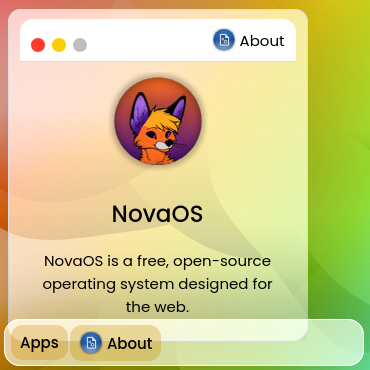 About
NovaOS
NovaOS is a free, open-source
operating system designed for
the web.
Apps
About